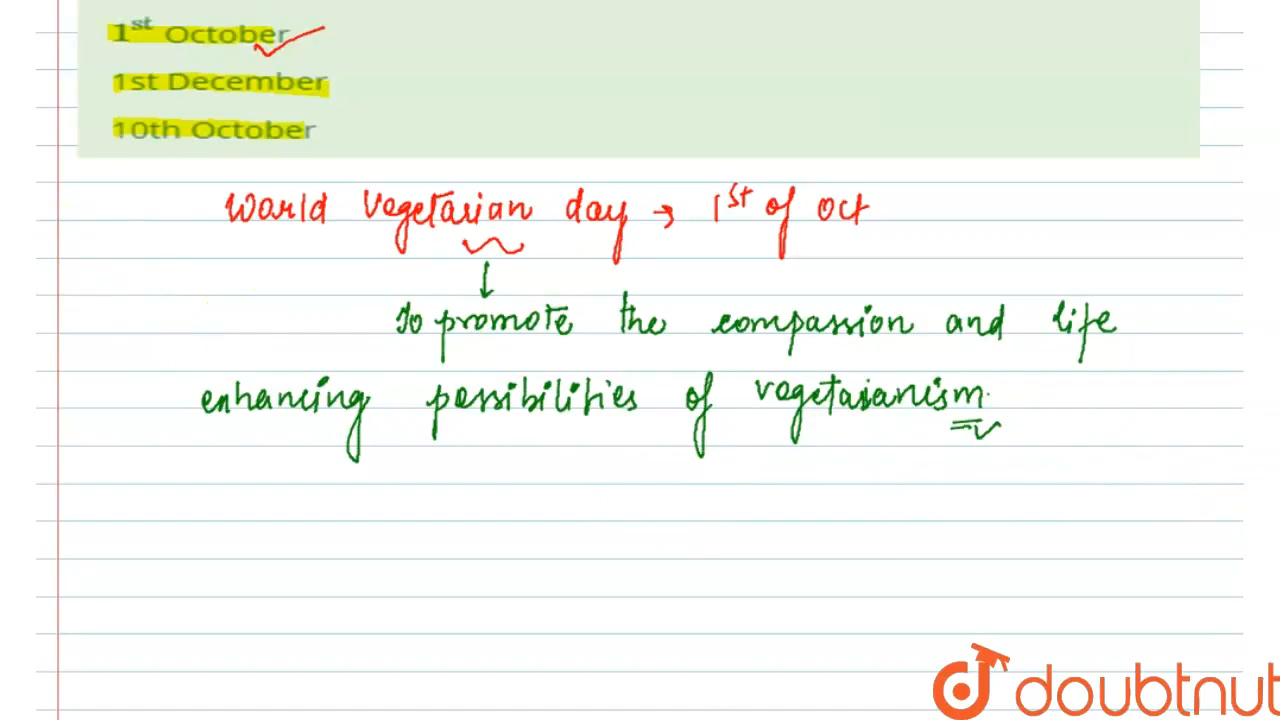 1st October
1st December
10th October
World Vegetarian day → 1st of oct
To promote the compassion and life
enhancing possibilities of vegetarianism.
doubtnut